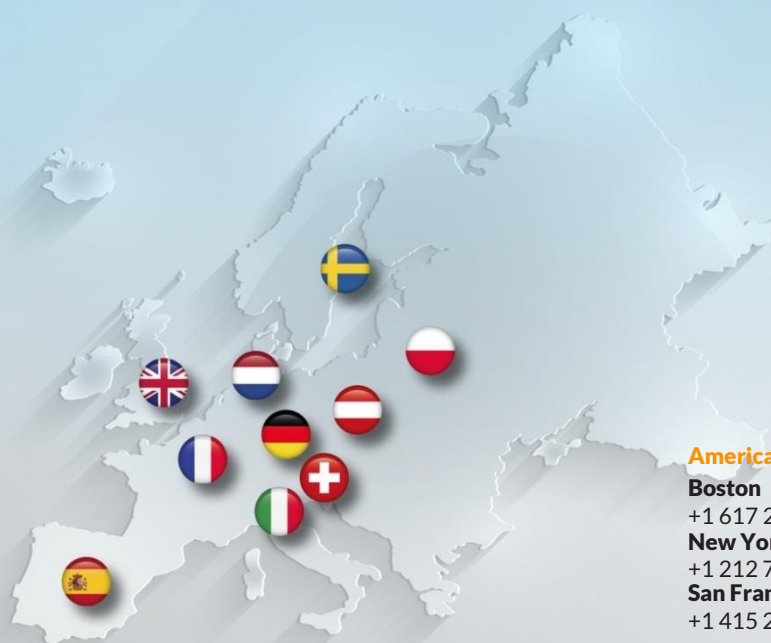 America
Boston
+1 617 2
New Yor
+1 212 7
San Fran
+1 415 2